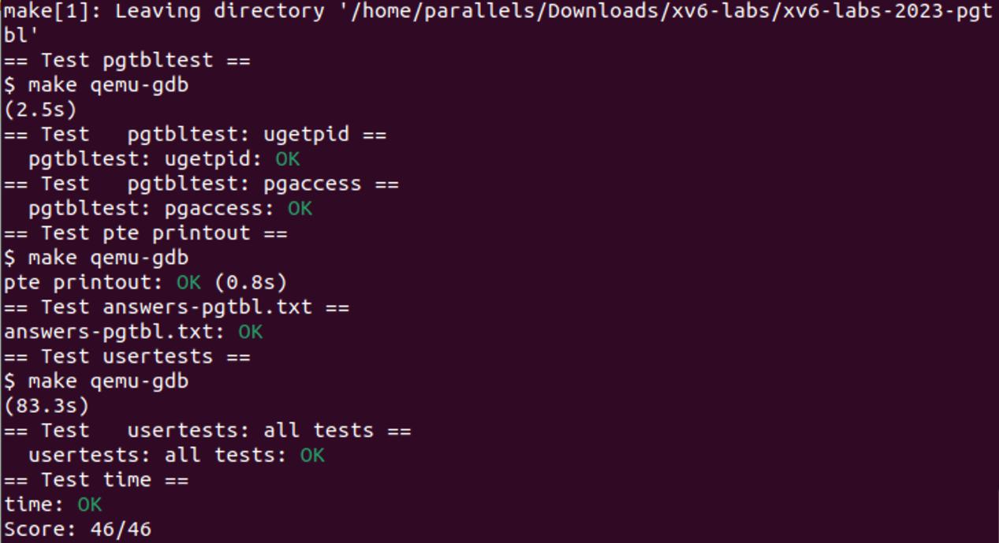 make[1]: Leaving directory '/home/parallels/Downloads/xv6-labs/xv6-labs-2023-pgt
bl'
== Test pgtbltest ==
$ make qemu-gdb
(2.5s)
== Test   pgtbltest: ugetpid ==
  pgtbltest: ugetpid: OK
== Test   pgtbltest: pgaccess ==
  pgtbltest: pgaccess: OK
== Test pte printout ==
$ make qemu-gdb
pte printout: OK (0.8s)
== Test answers-pgtbl.txt ==
answers-pgtbl.txt: OK
== Test usertests ==
$ make qemu-gdb
(83.3s)
== Test   usertests: all tests ==
  usertests: all tests: OK
== Test time ==
time: OK
Score: 46/46